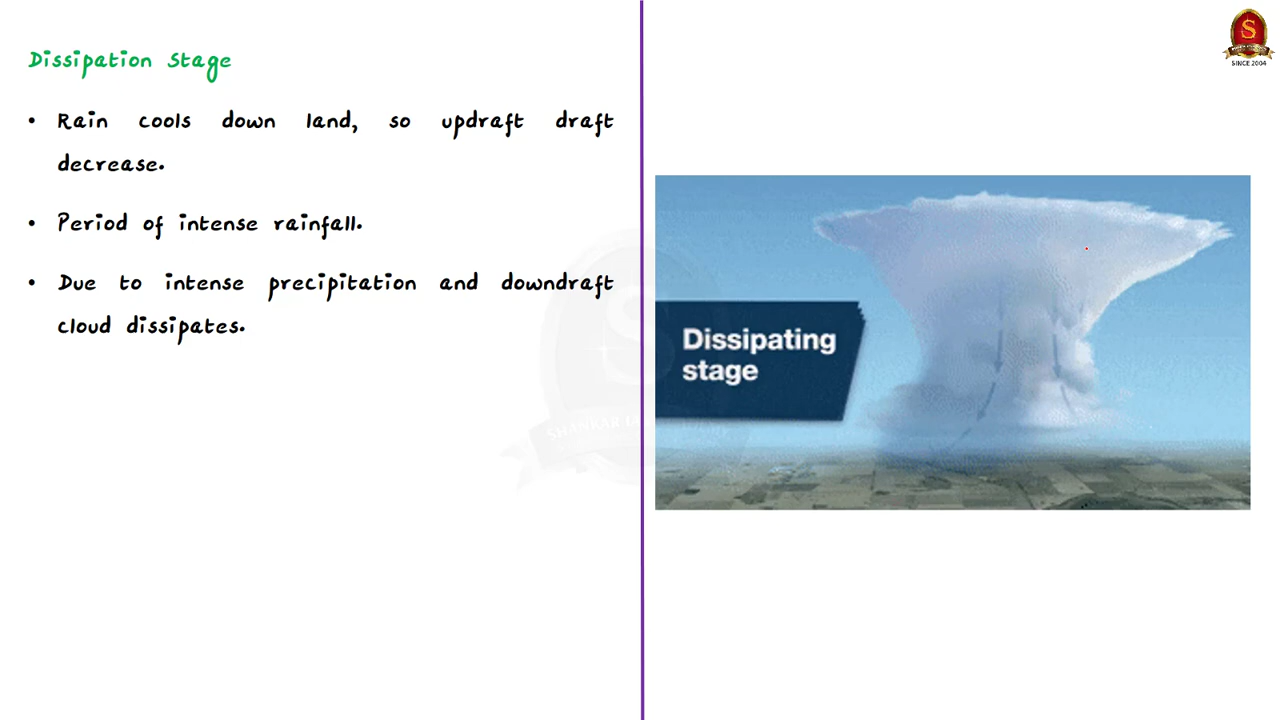 Dissipation Stage
• Rain cools down land, so updraft draft
decrease.
• Period of intense rainfall.
• Due to intense precipitation and downdraft
cloud dissipates.
Dissipating
stage
S
SINCE 2004